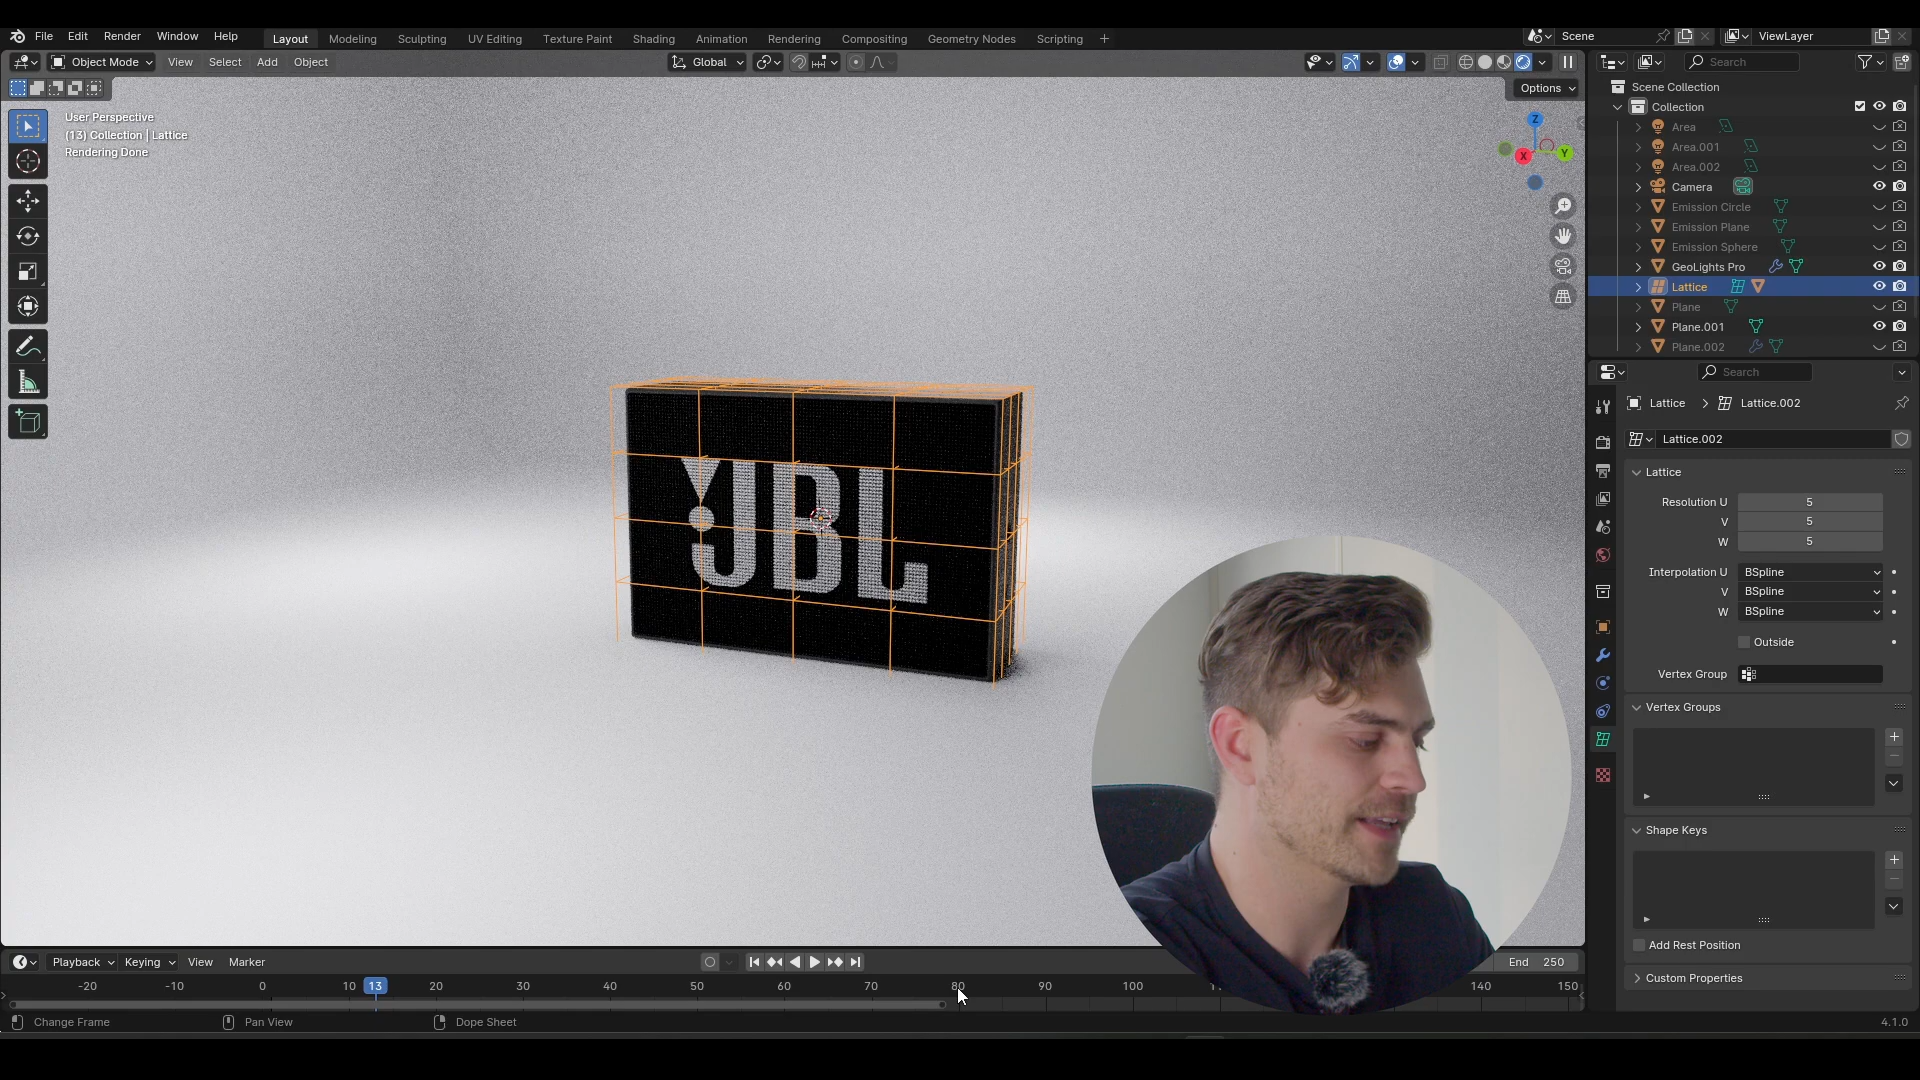 File Edit Render Window Help Layout Modeling Sculpting UV Editing Texture Paint Shading Animation Rendering Compositing Geometry Nodes Scripting + Scene ViewLayer
Object Mode View Select Add Object Global Search
Options
User Perspective
(13) Collection | Lattice
Rendering Done
Z
X
Y
JBL
Scene Collection
Collection
Area
Area.001
Area.002
Camera
Emission Circle
Emission Plane
Emission Sphere
GeoLights Pro
Lattice
Plane
Plane.001
Plane.002
Search
Lattice > Lattice.002
Lattice.002
Lattice
Resolution U 5
V 5
W 5
Interpolation U BSpline
V BSpline
W BSpline
Outside
Vertex Group
Vertex Groups
Shape Keys
Add Rest Position
Custom Properties
Playback Keying View Marker End 250
-20 -10 0 10 13 20 30 40 50 60 70 80 90 100 140 150
Change Frame Pan View Dope Sheet 4.1.0